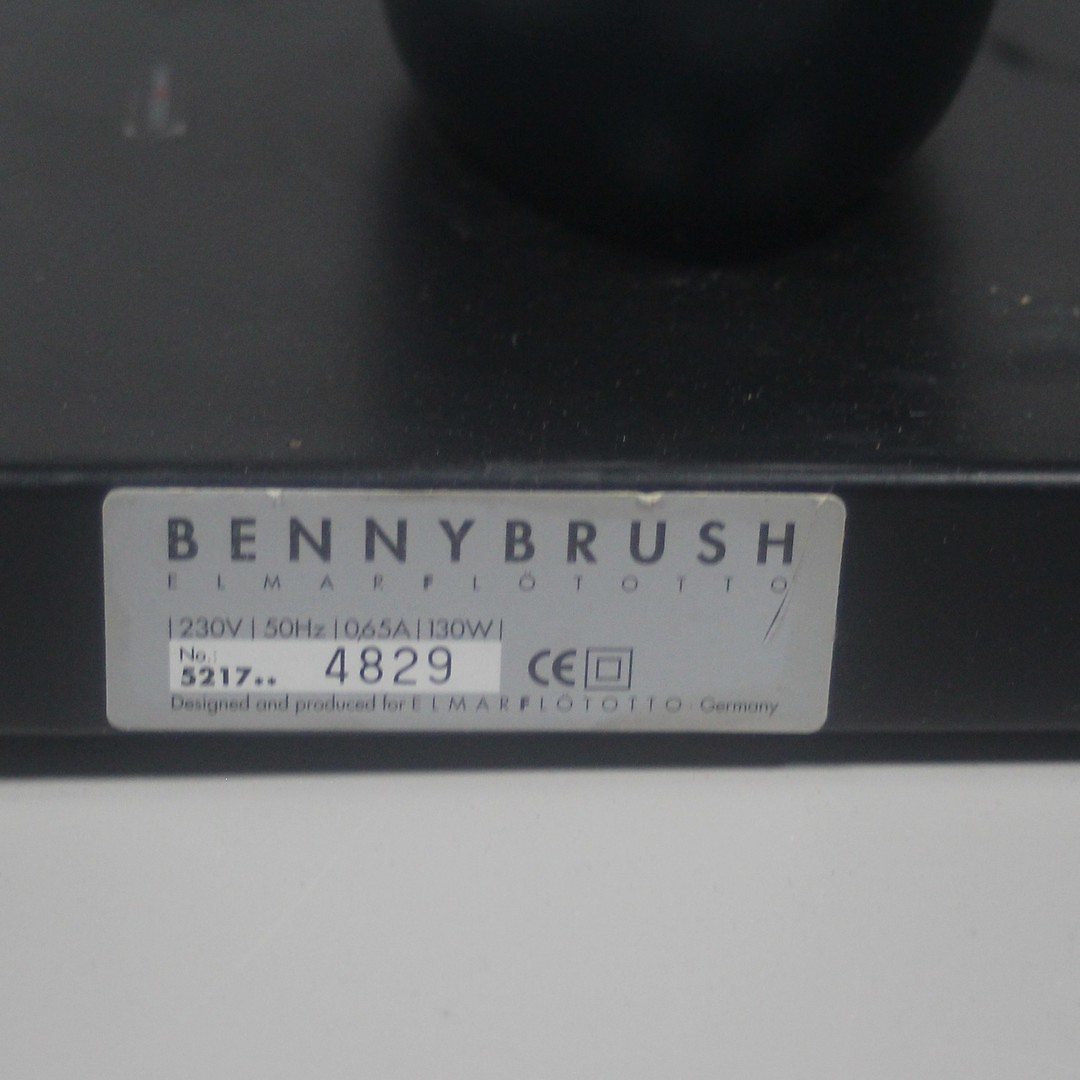 BENNYBRUSH
ELMARFLÖTOTTO
|230V|50Hz|0,65A|130W|
No.:
5217.. 4829 CE
Designed and produced for ELMARFLÖTOTTO · Germany